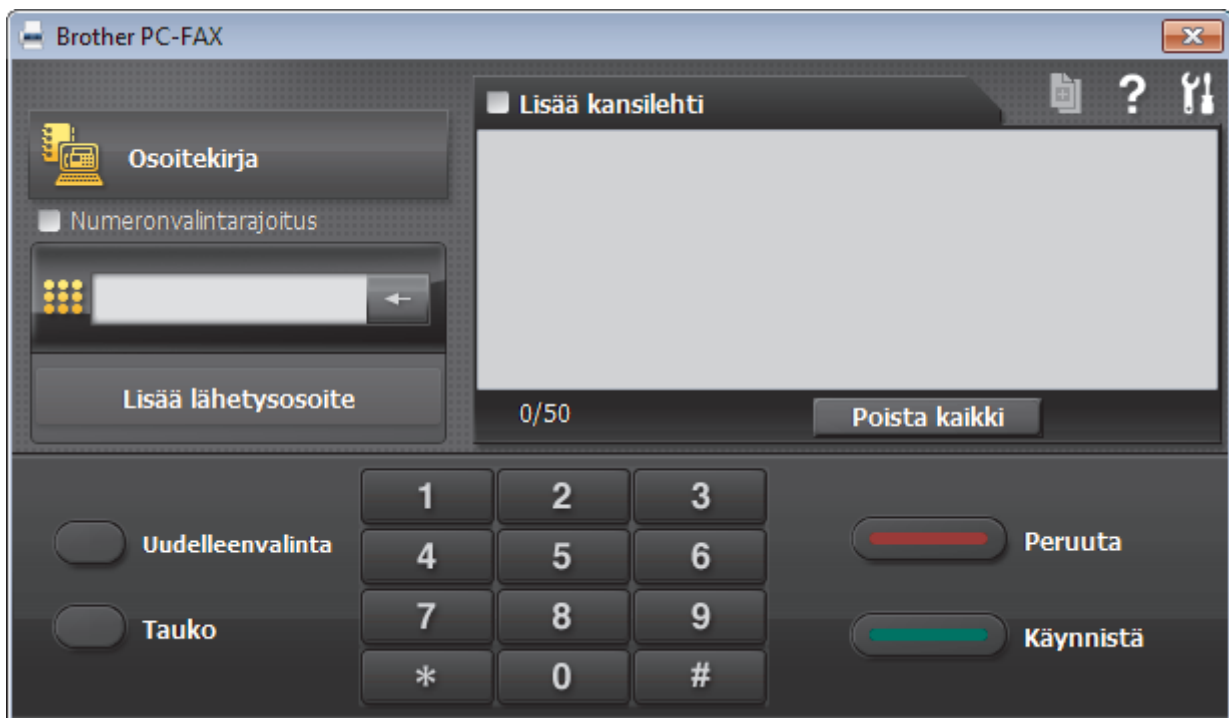 Brother PC-FAX
Lisää kansilehti
?
Osoitekirja
Numeronvalintarajoitus
Lisää lähetysosoite
0/50
Poista kaikki
1 2 3
Uudelleenvalinta
4 5 6
Peruuta
7 8 9
Tauko
Käynnistä
* 0 #